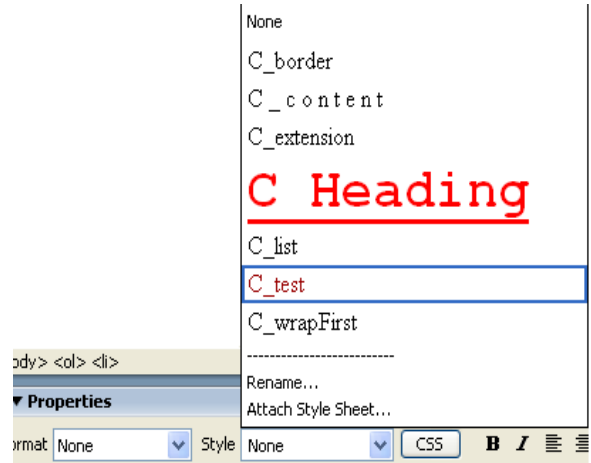 None
C_border
C_content
C_extension
C Heading
C_list
C_test
C_wrapFirst
-------------------------
Rename...
Attach Style Sheet...
ody> <ol> <li>
▼ Properties
ormat None Style None CSS B I